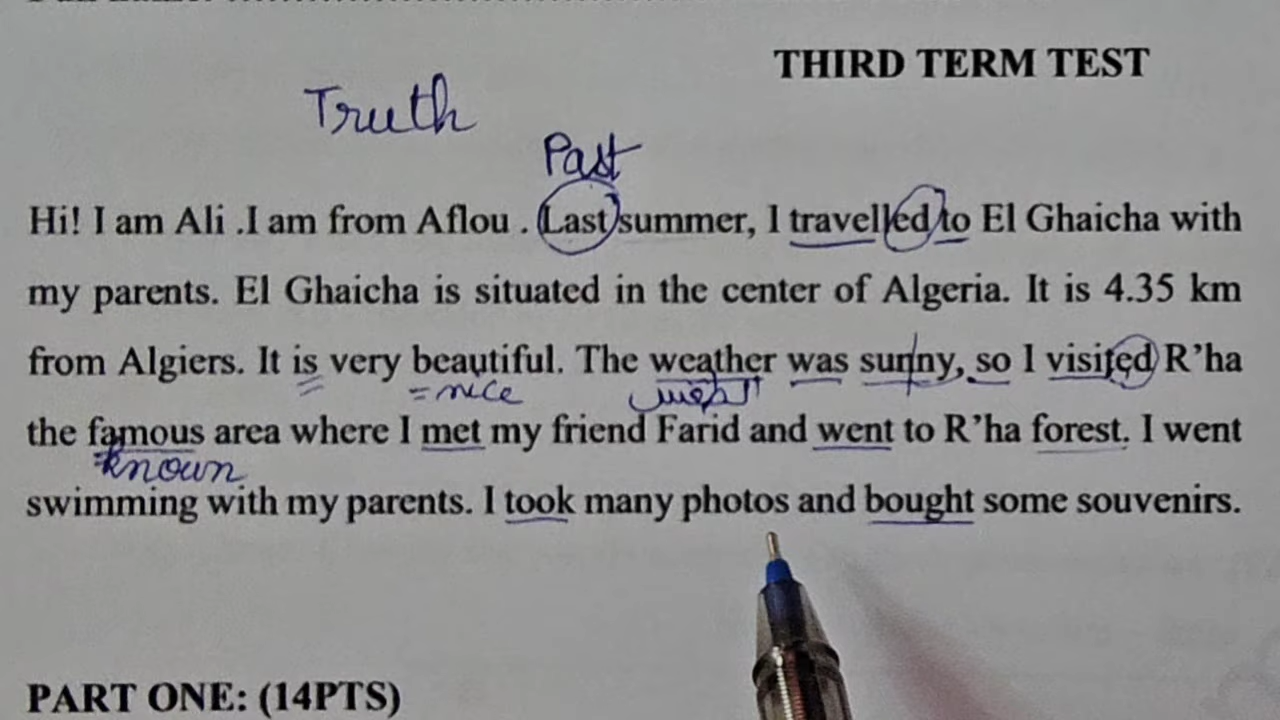 THIRD TERM TEST
Truth
Past
Hi! I am Ali .I am from Aflou . Last summer, I travelled to El Ghaicha with
my parents. El Ghaicha is situated in the center of Algeria. It is 4.35 km
from Algiers. It is very beautiful. The weather was sunny, so I visited R’ha
= nice
the famous area where I met my friend Farid and went to R’ha forest. I went
known
swimming with my parents. I took many photos and bought some souvenirs.
PART ONE: (14PTS)